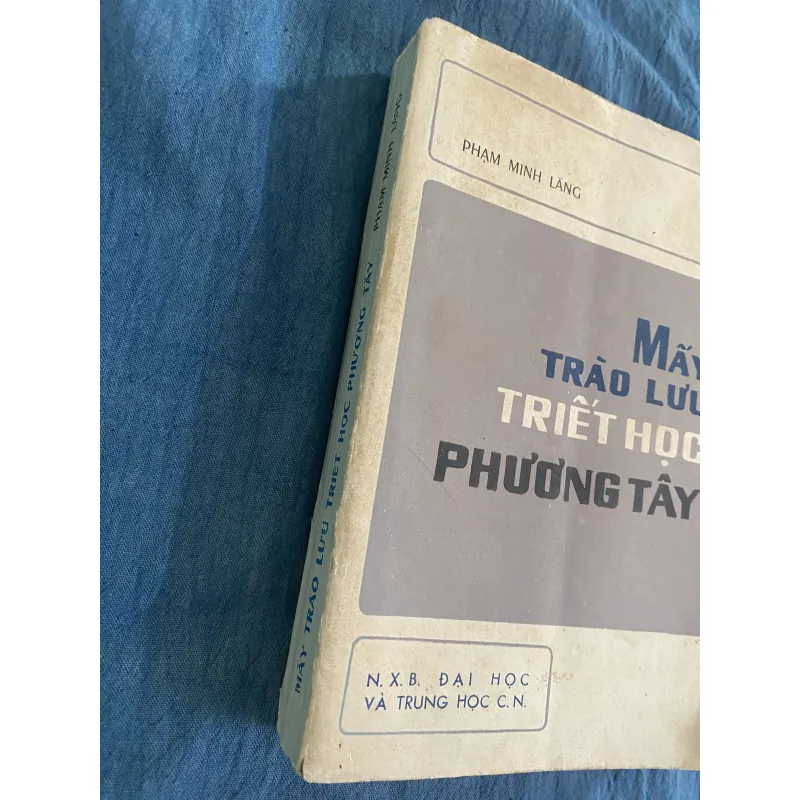 PHẠM MINH LĂNG
MẤY
TRÀO LƯU
TRIẾT HỌC
PHƯƠNG TÂY
N.X.B. ĐẠI HỌC
VÀ TRUNG HỌC C.N.
MẤY TRÀO LƯU TRIẾT HỌC PHƯƠNG TÂY PHẠM MINH LĂNG